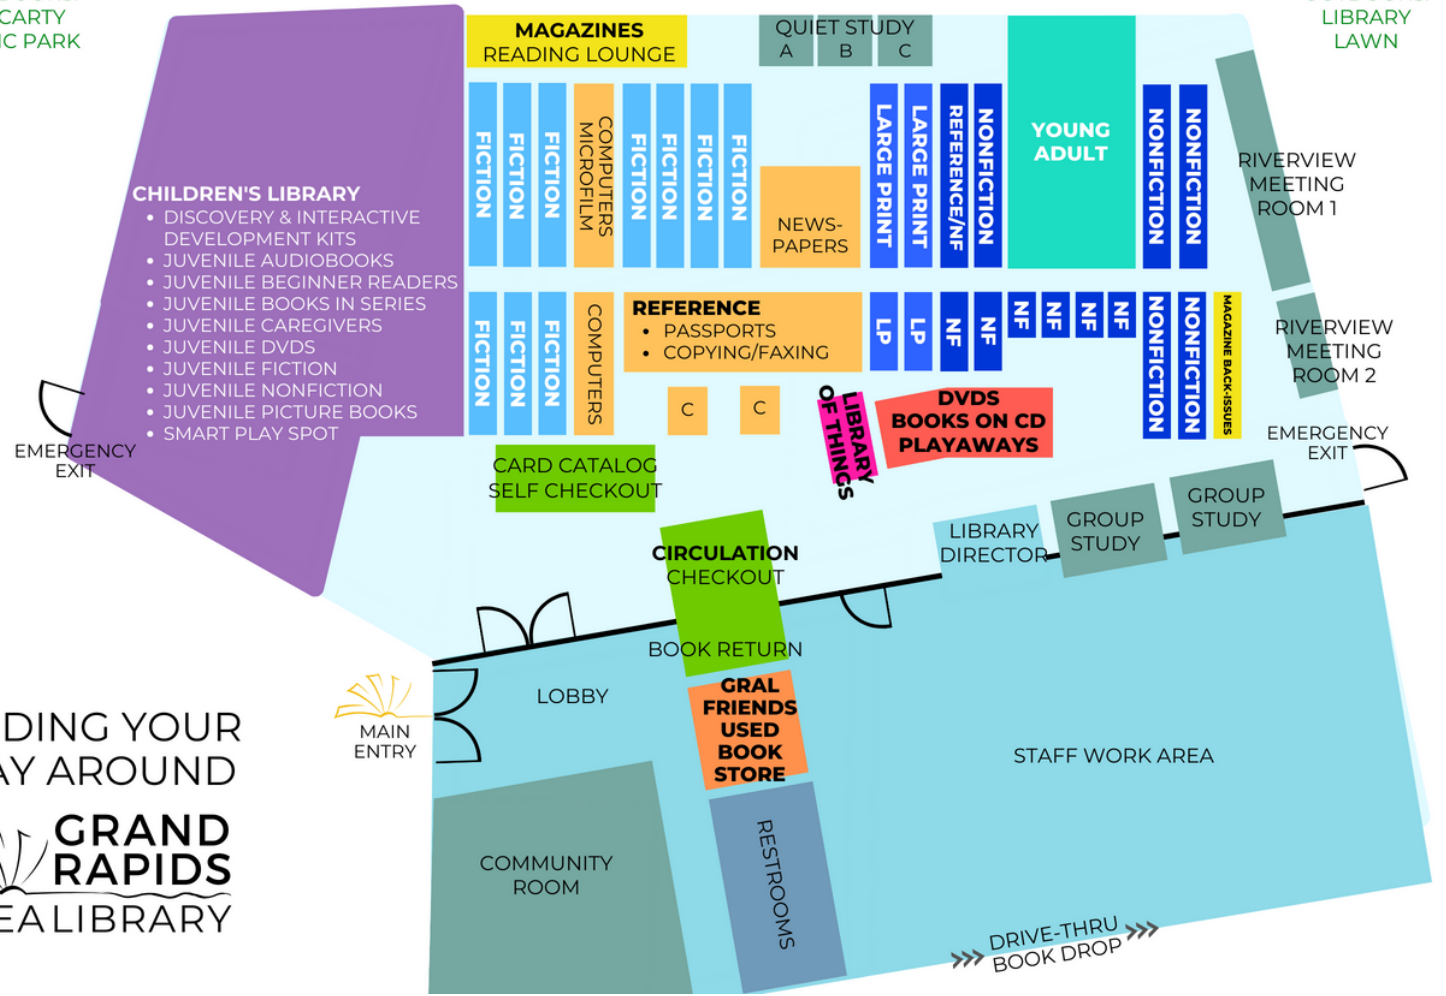 CARTY
IC PARK
LIBRARY
LAWN
MAGAZINES
READING LOUNGE
QUIET STUDY
A
B
C
FICTION
FICTION
FICTION
COMPUTERS
MICROFILM
FICTION
FICTION
FICTION
FICTION
NEWS-
PAPERS
LARGE PRINT
LARGE PRINT
REFERENCE/NF
NONFICTION
YOUNG
ADULT
NONFICTION
NONFICTION
RIVERVIEW
MEETING
ROOM 1
CHILDREN'S LIBRARY
• DISCOVERY & INTERACTIVE
DEVELOPMENT KITS
• JUVENILE AUDIOBOOKS
• JUVENILE BEGINNER READERS
• JUVENILE BOOKS IN SERIES
• JUVENILE CAREGIVERS
• JUVENILE DVDS
• JUVENILE FICTION
• JUVENILE NONFICTION
• JUVENILE PICTURE BOOKS
• SMART PLAY SPOT
FICTION
FICTION
FICTION
COMPUTERS
REFERENCE
• PASSPORTS
• COPYING/FAXING
C
C
LP
LP
NF
NF
NF
NF
NF
NF
NONFICTION
NONFICTION
MAGAZINE BACK-ISSUES
RIVERVIEW
MEETING
ROOM 2
LIBRARY
OF THINGS
DVDS
BOOKS ON CD
PLAYAWAYS
EMERGENCY
EXIT
EMERGENCY
EXIT
CARD CATALOG
SELF CHECKOUT
CIRCULATION
CHECKOUT
BOOK RETURN
LIBRARY
DIRECTOR
GROUP
STUDY
GROUP
STUDY
LOBBY
MAIN
ENTRY
GRAL
FRIENDS
USED
BOOK
STORE
STAFF WORK AREA
COMMUNITY
ROOM
RESTROOMS
DRIVE-THRU
BOOK DROP
DING YOUR
AY AROUND
GRAND
RAPIDS
EA LIBRARY